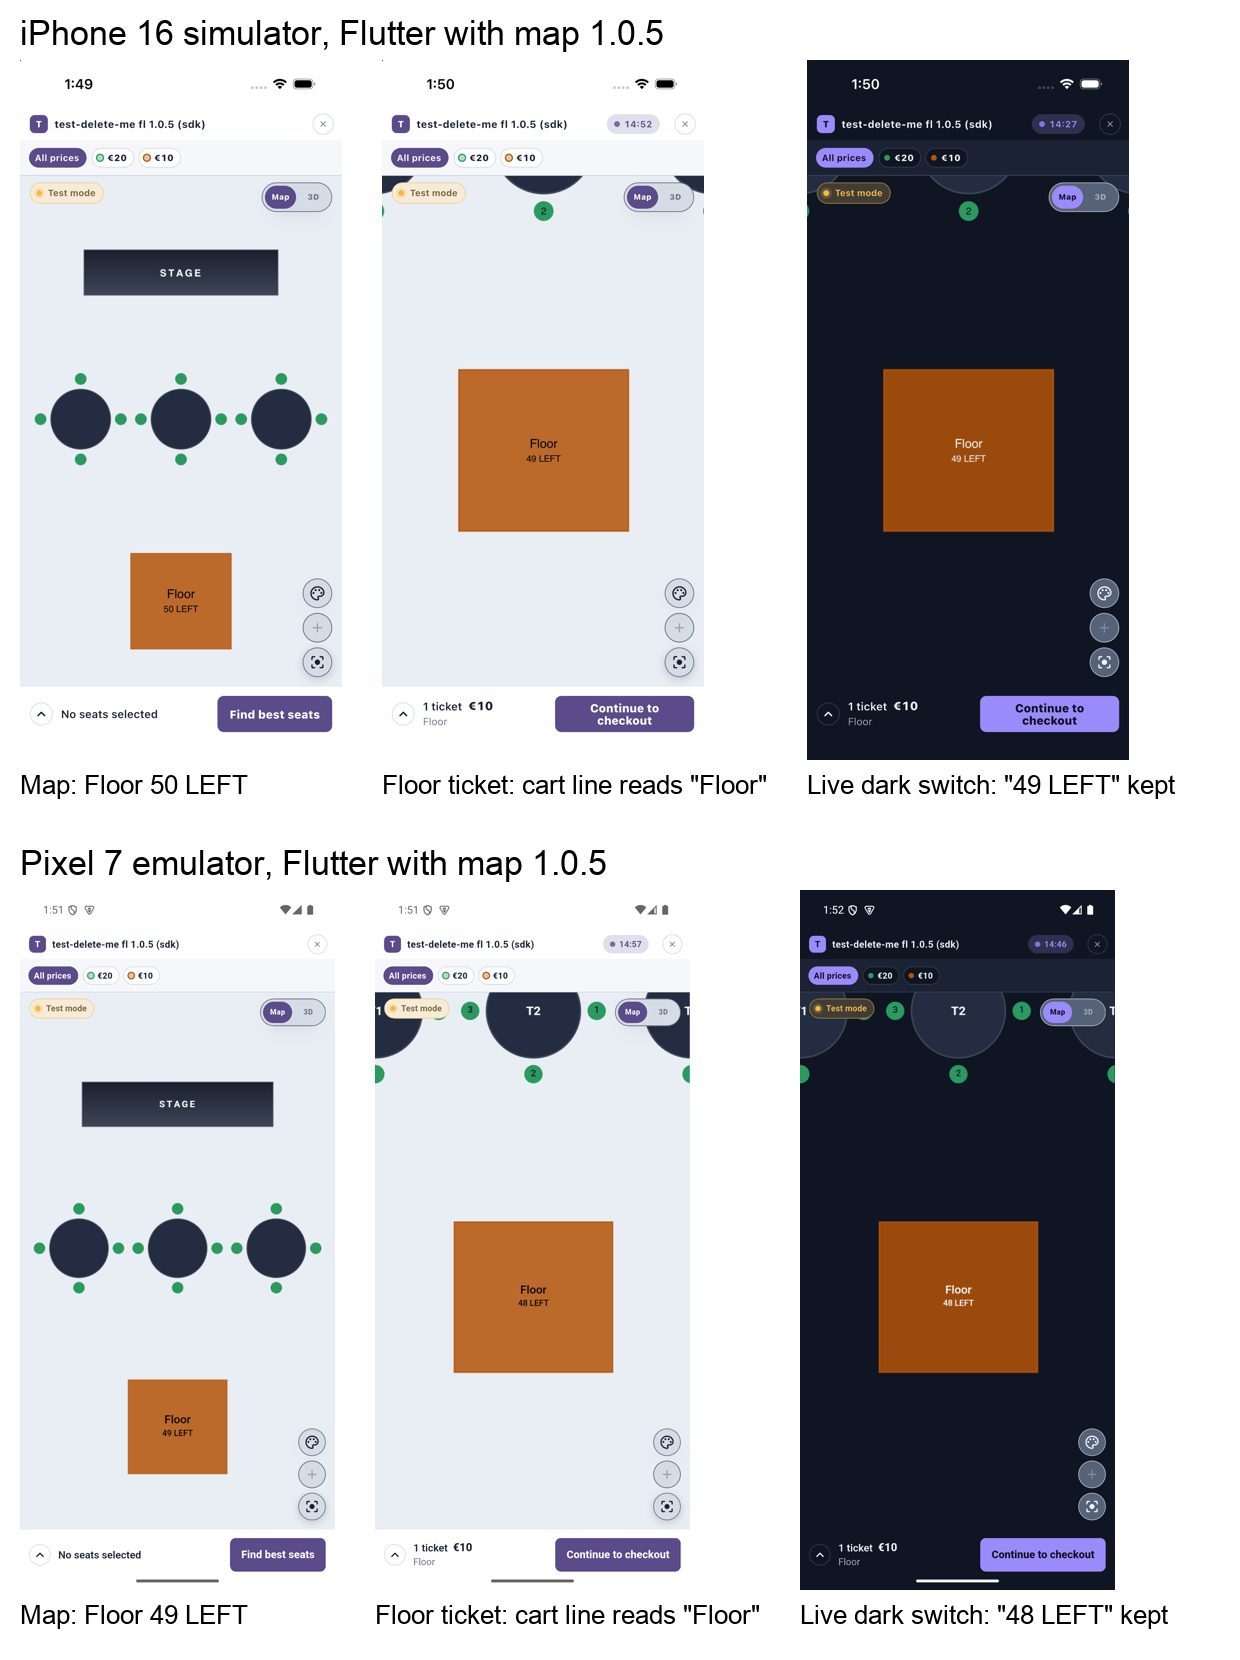 iPhone 16 simulator, Flutter with map 1.0.5
1:49
T test-delete-me fl 1.0.5 (sdk)
All prices €20 €10
Test mode Map 3D
STAGE
Floor
50 LEFT
No seats selected Find best seats
Map: Floor 50 LEFT
1:50
T test-delete-me fl 1.0.5 (sdk) 14:52
All prices €20 €10
Test mode Map 3D
2
Floor
49 LEFT
1 ticket €10
Floor
Continue to
checkout
Floor ticket: cart line reads "Floor"
1:50
T test-delete-me fl 1.0.5 (sdk) 14:27
All prices €20 €10
Test mode Map 3D
2
Floor
49 LEFT
1 ticket €10
Floor
Continue to
checkout
Live dark switch: "49 LEFT" kept
Pixel 7 emulator, Flutter with map 1.0.5
1:51
T test-delete-me fl 1.0.5 (sdk)
All prices €20 €10
Test mode Map 3D
STAGE
Floor
49 LEFT
No seats selected Find best seats
Map: Floor 49 LEFT
1:51
T test-delete-me fl 1.0.5 (sdk) 14:57
All prices €20 €10
Test mode Map 3D
1 3 T2 1 T
2
Floor
48 LEFT
1 ticket €10
Floor
Continue to checkout
Floor ticket: cart line reads "Floor"
1:52
T test-delete-me fl 1.0.5 (sdk) 14:46
All prices €20 €10
Test mode Map 3D
1 3 T2 1 T
2
Floor
48 LEFT
1 ticket €10
Floor
Continue to checkout
Live dark switch: "48 LEFT" kept